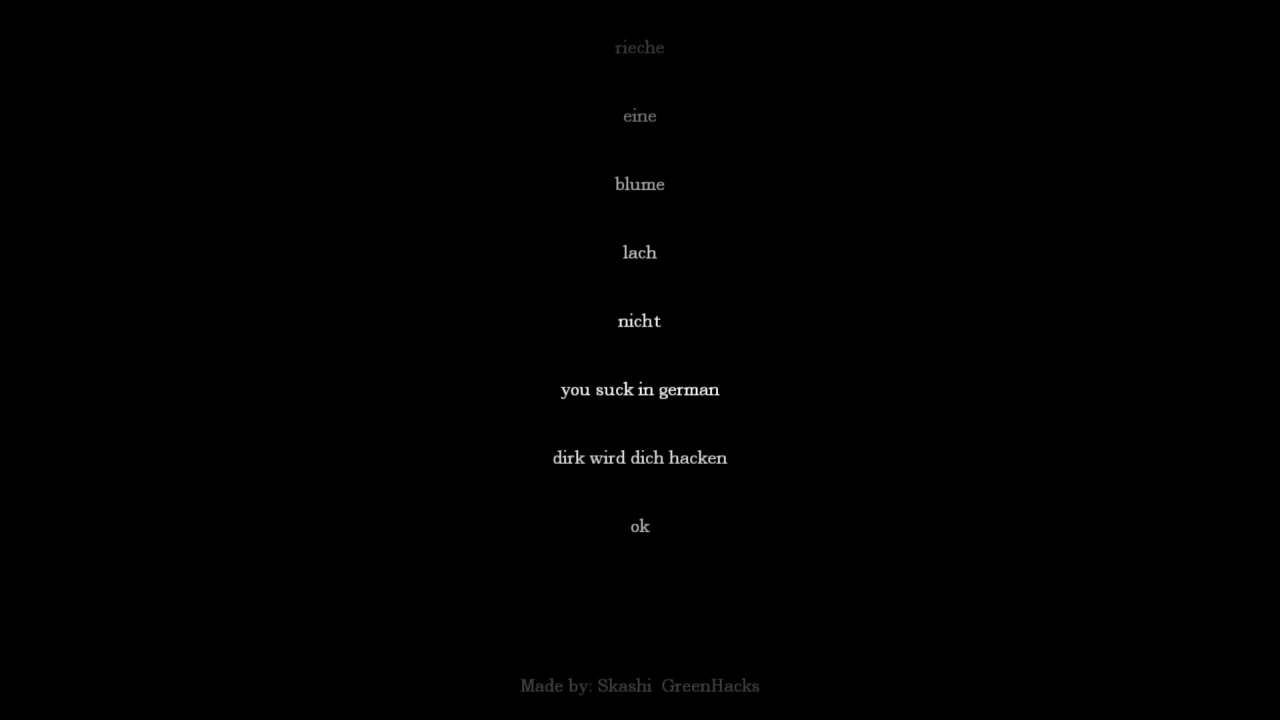 rieche
eine
blume
lach
nicht
you suck in german
dirk wird dich hacken
ok
Made by: Skashi  GreenHacks